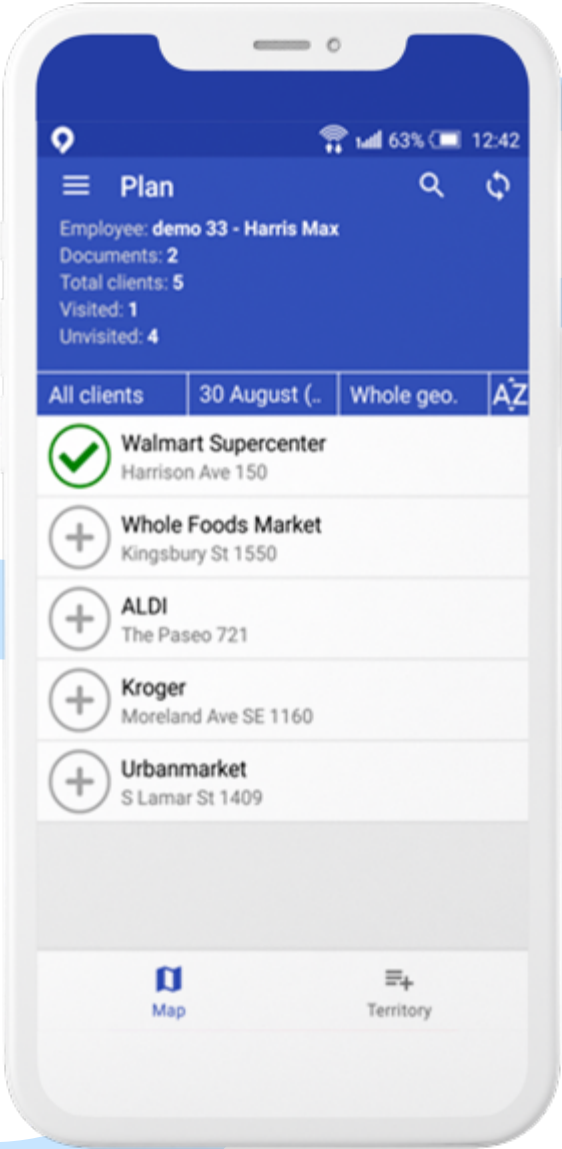 63% 12:42
Plan
Employee: demo 33 - Harris Max
Documents: 2
Total clients: 5
Visited: 1
Unvisited: 4
All clients 30 August (.. Whole geo. AZ
Walmart Supercenter
Harrison Ave 150
Whole Foods Market
Kingsbury St 1550
ALDI
The Paseo 721
Kroger
Moreland Ave SE 1160
Urbanmarket
S Lamar St 1409
Map Territory